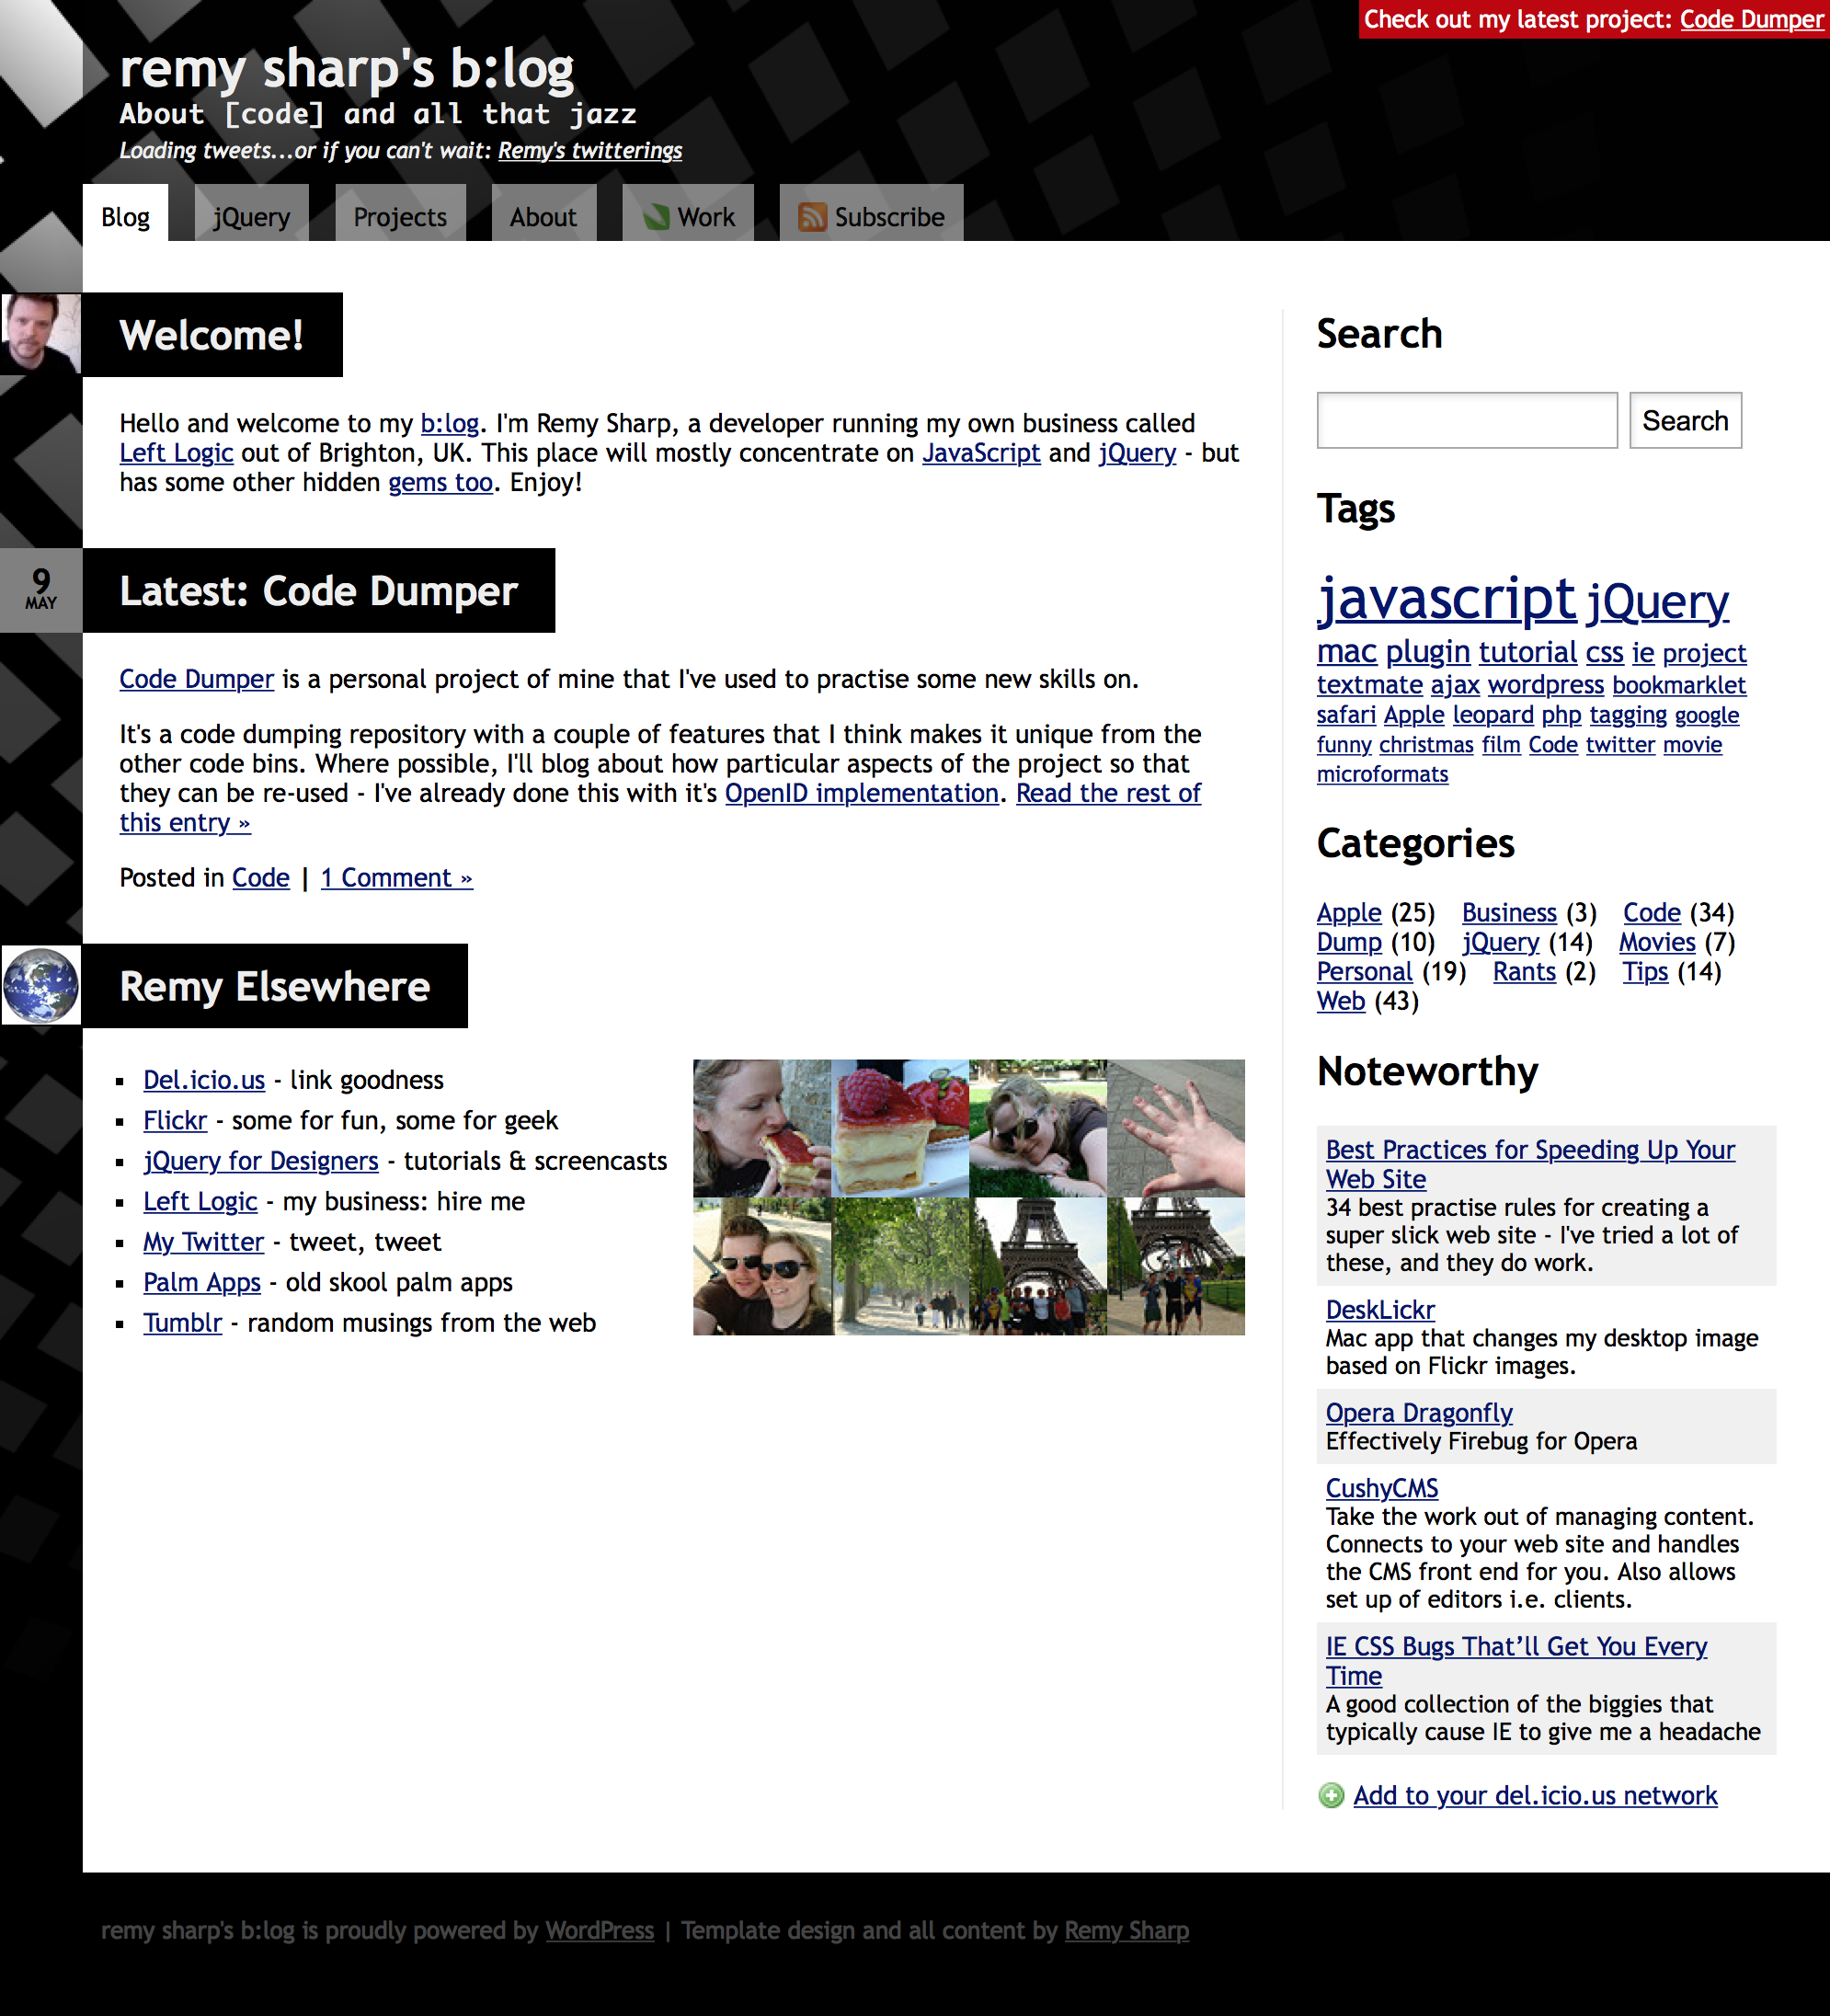 Check out my latest project: Code Dumper
remy sharp's b:log
About [code] and all that jazz
Loading tweets...or if you can't wait: Remy's twitterings
Blog jQuery Projects About Work Subscribe
Welcome!
Hello and welcome to my b:log. I'm Remy Sharp, a developer running my own business called
Left Logic out of Brighton, UK. This place will mostly concentrate on JavaScript and jQuery - but
has some other hidden gems too. Enjoy!
9
MAY
Latest: Code Dumper
Code Dumper is a personal project of mine that I've used to practise some new skills on.
It's a code dumping repository with a couple of features that I think makes it unique from the
other code bins. Where possible, I'll blog about how particular aspects of the project so that
they can be re-used - I've already done this with it's OpenID implementation. Read the rest of
this entry »
Posted in Code | 1 Comment »
Remy Elsewhere
▪ Del.icio.us - link goodness
▪ Flickr - some for fun, some for geek
▪ jQuery for Designers - tutorials & screencasts
▪ Left Logic - my business: hire me
▪ My Twitter - tweet, tweet
▪ Palm Apps - old skool palm apps
▪ Tumblr - random musings from the web
Search
Search
Tags
javascript jQuery
mac plugin tutorial css ie project
textmate ajax wordpress bookmarklet
safari Apple leopard php tagging google
funny christmas film Code twitter movie
microformats
Categories
Apple (25) Business (3) Code (34)
Dump (10) jQuery (14) Movies (7)
Personal (19) Rants (2) Tips (14)
Web (43)
Noteworthy
Best Practices for Speeding Up Your
Web Site
34 best practise rules for creating a
super slick web site - I've tried a lot of
these, and they do work.
DeskLickr
Mac app that changes my desktop image
based on Flickr images.
Opera Dragonfly
Effectively Firebug for Opera
CushyCMS
Take the work out of managing content.
Connects to your web site and handles
the CMS front end for you. Also allows
set up of editors i.e. clients.
IE CSS Bugs That’ll Get You Every
Time
A good collection of the biggies that
typically cause IE to give me a headache
Add to your del.icio.us network
remy sharp's b:log is proudly powered by WordPress | Template design and all content by Remy Sharp